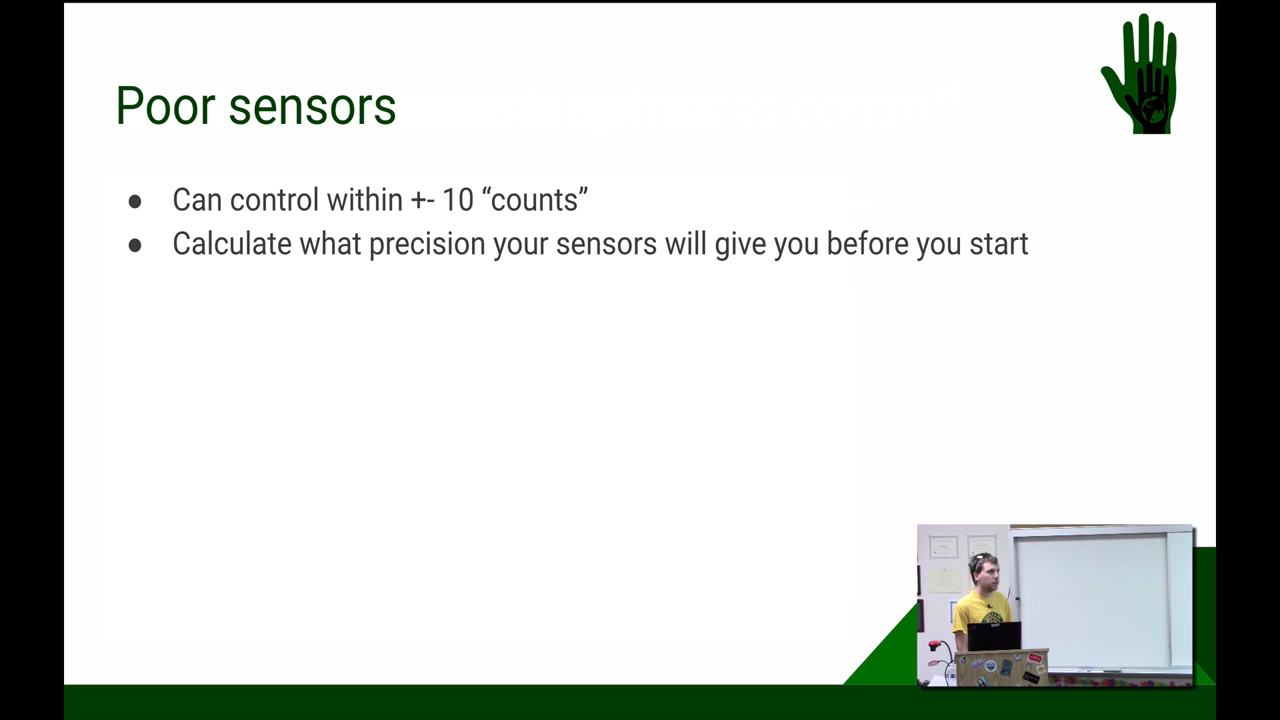 Poor sensors
● Can control within +- 10 “counts”
● Calculate what precision your sensors will give you before you start